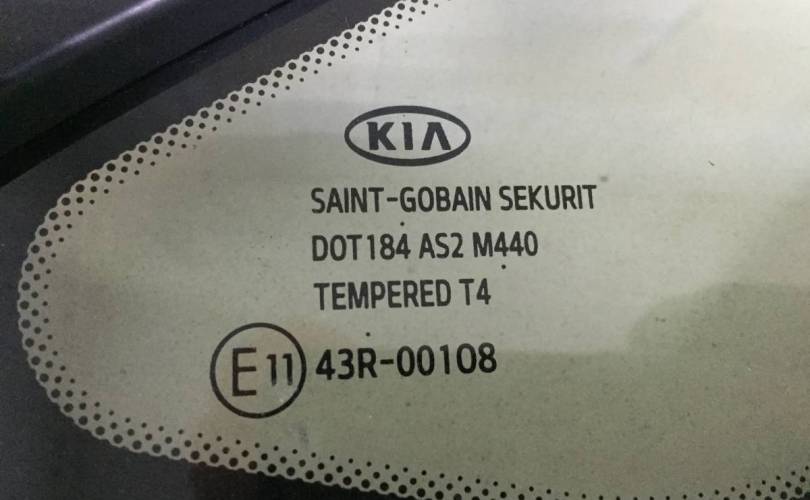 KIA
SAINT-GOBAIN SEKURIT
DOT184 AS2 M440
TEMPERED T4
E11 43R-00108